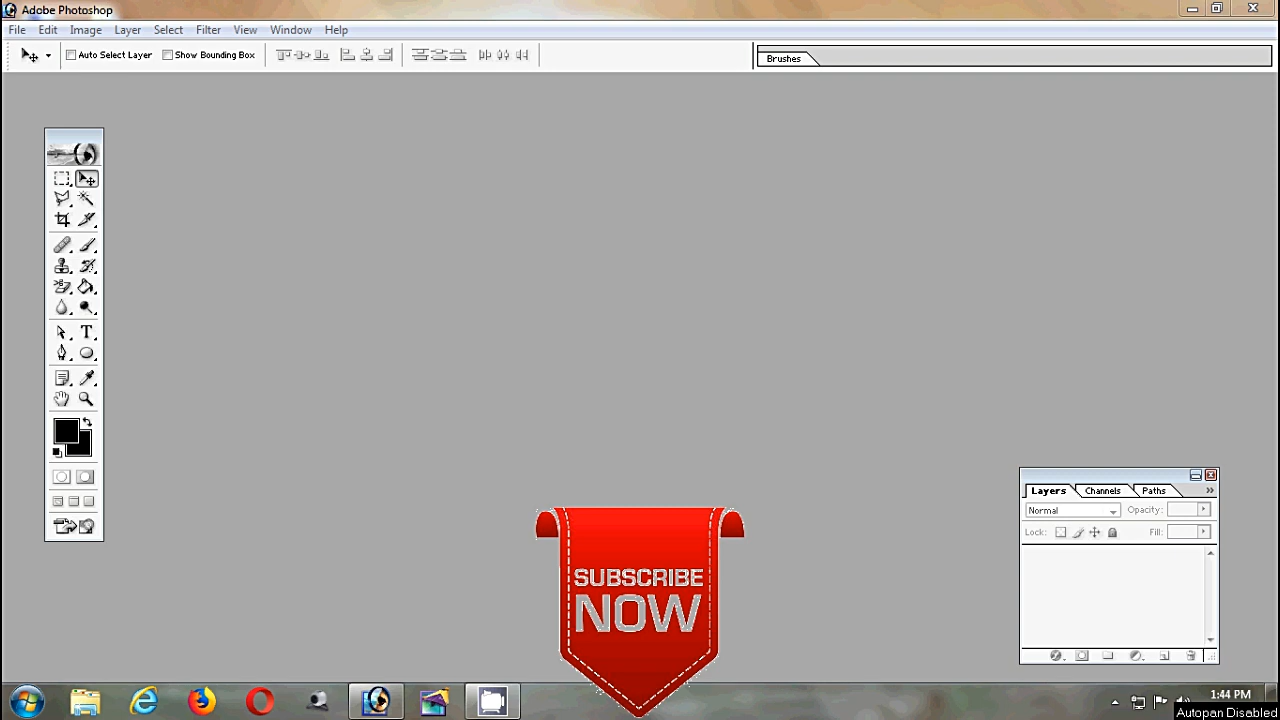 Adobe Photoshop
File Edit Image Layer Select Filter View Window Help
Auto Select Layer Show Bounding Box
Brushes
T
Layers Channels Paths
Normal Opacity:
Lock: Fill:
SUBSCRIBE
NOW
1:44 PM
Autopan Disabled